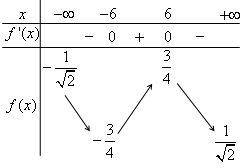 x −∞ −6 6 +∞
f'(x) − 0 + 0 −
−1/√2 3/4
f(x)
−3/4 1/√2